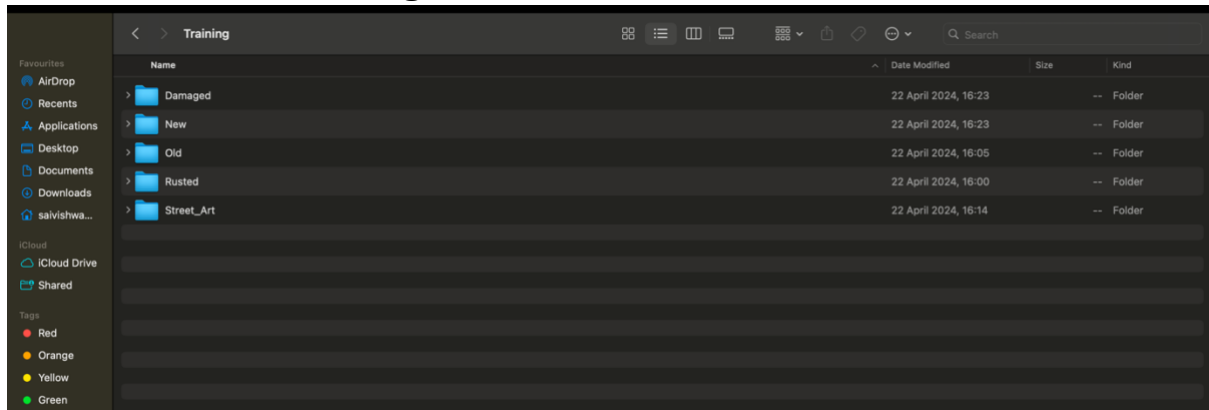 Training
Search
Favourites
AirDrop
Recents
Applications
Desktop
Documents
Downloads
saivishwa...
iCloud
iCloud Drive
Shared
Tags
Red
Orange
Yellow
Green
Name Date Modified Size Kind
Damaged 22 April 2024, 16:23 -- Folder
New 22 April 2024, 16:23 -- Folder
Old 22 April 2024, 16:05 -- Folder
Rusted 22 April 2024, 16:00 -- Folder
Street_Art 22 April 2024, 16:14 -- Folder